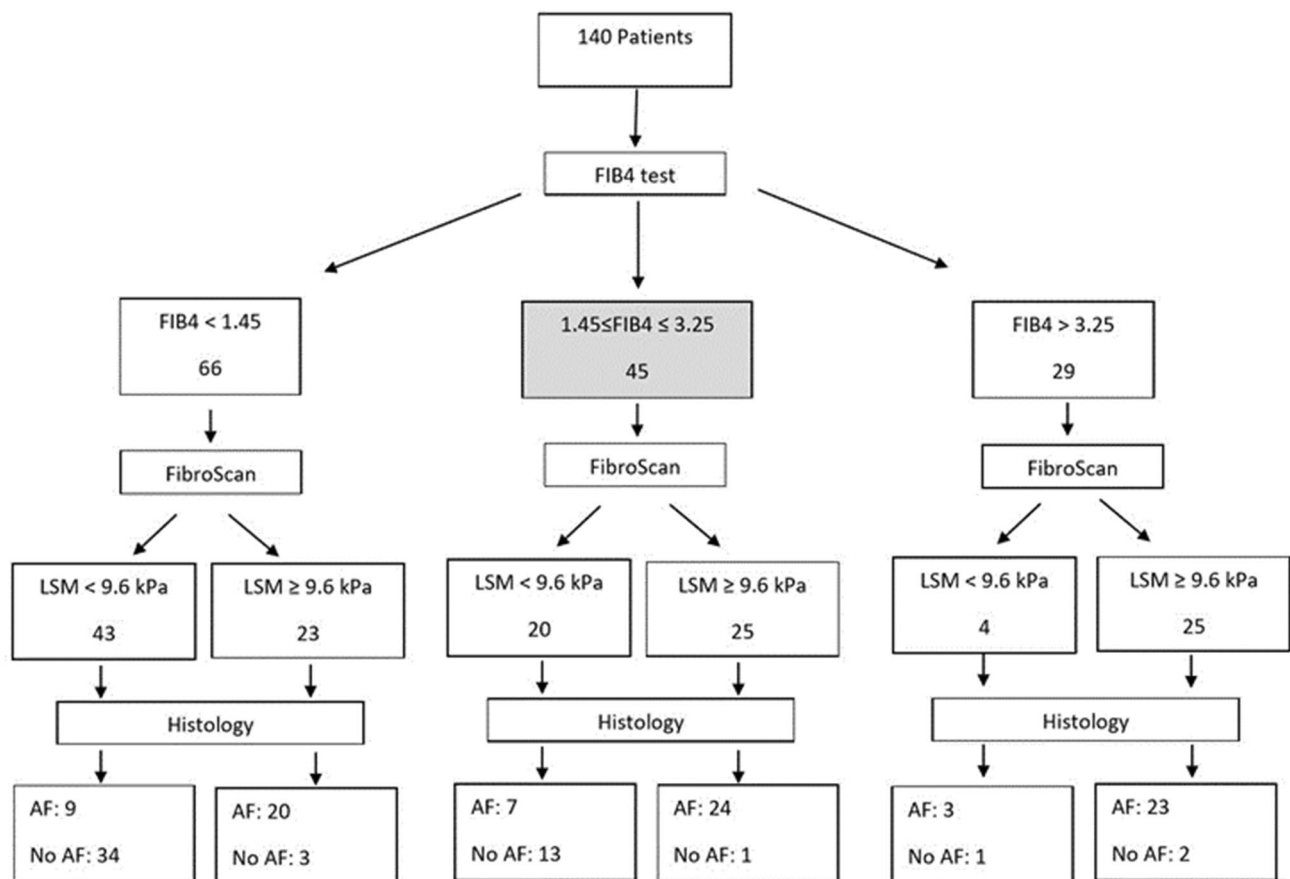 140 Patients
FIB4 test
FIB4 < 1.45
66
1.45≤FIB4 ≤ 3.25
45
FIB4 > 3.25
29
FibroScan
FibroScan
FibroScan
LSM < 9.6 kPa
43
LSM ≥ 9.6 kPa
23
LSM < 9.6 kPa
20
LSM ≥ 9.6 kPa
25
LSM < 9.6 kPa
4
LSM ≥ 9.6 kPa
25
Histology
Histology
Histology
AF: 9
No AF: 34
AF: 20
No AF: 3
AF: 7
No AF: 13
AF: 24
No AF: 1
AF: 3
No AF: 1
AF: 23
No AF: 2